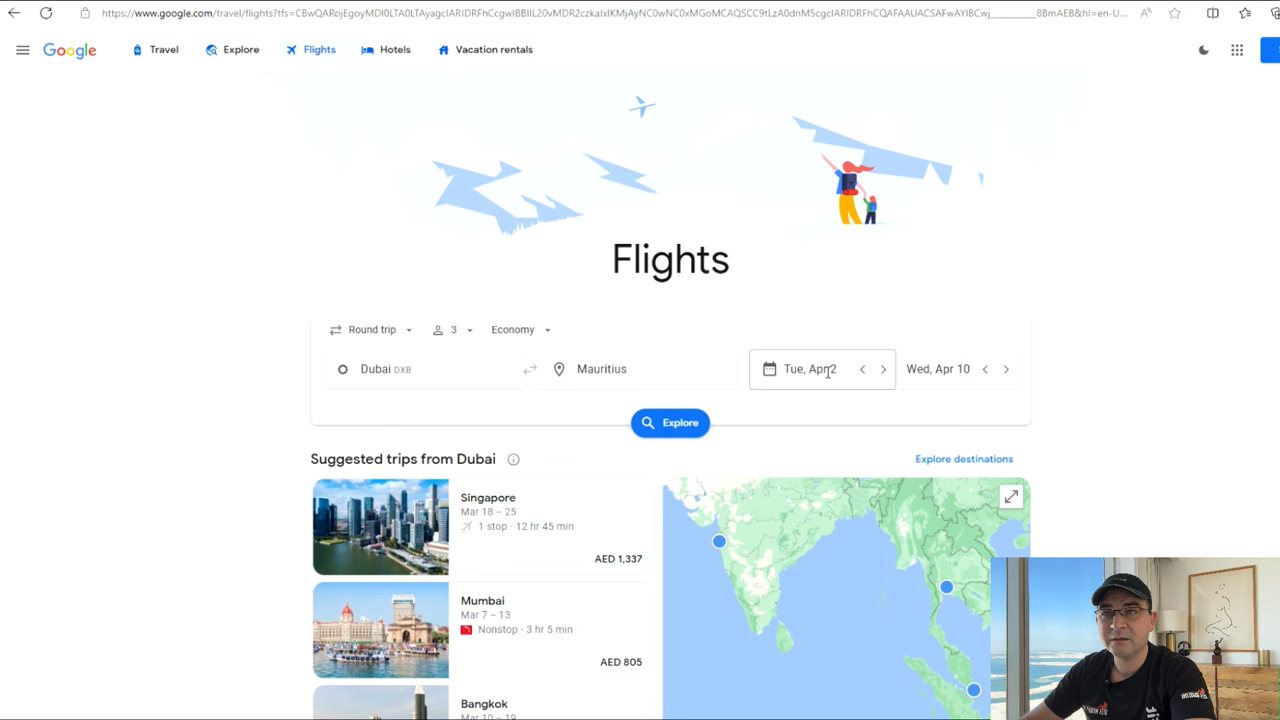 https://www.google.com/travel/flights?tfs=
Google
Travel
Explore
Flights
Hotels
Vacation rentals
Flights
Round trip
3
Economy
Dubai DXB
Mauritius
Tue, Apr 2
Wed, Apr 10
Explore
Suggested trips from Dubai
Explore destinations
Singapore
Mar 18 – 25
1 stop · 12 hr 45 min
AED 1,337
Mumbai
Mar 7 – 13
Nonstop · 3 hr 5 min
AED 805
Bangkok
Mar 10 – 19